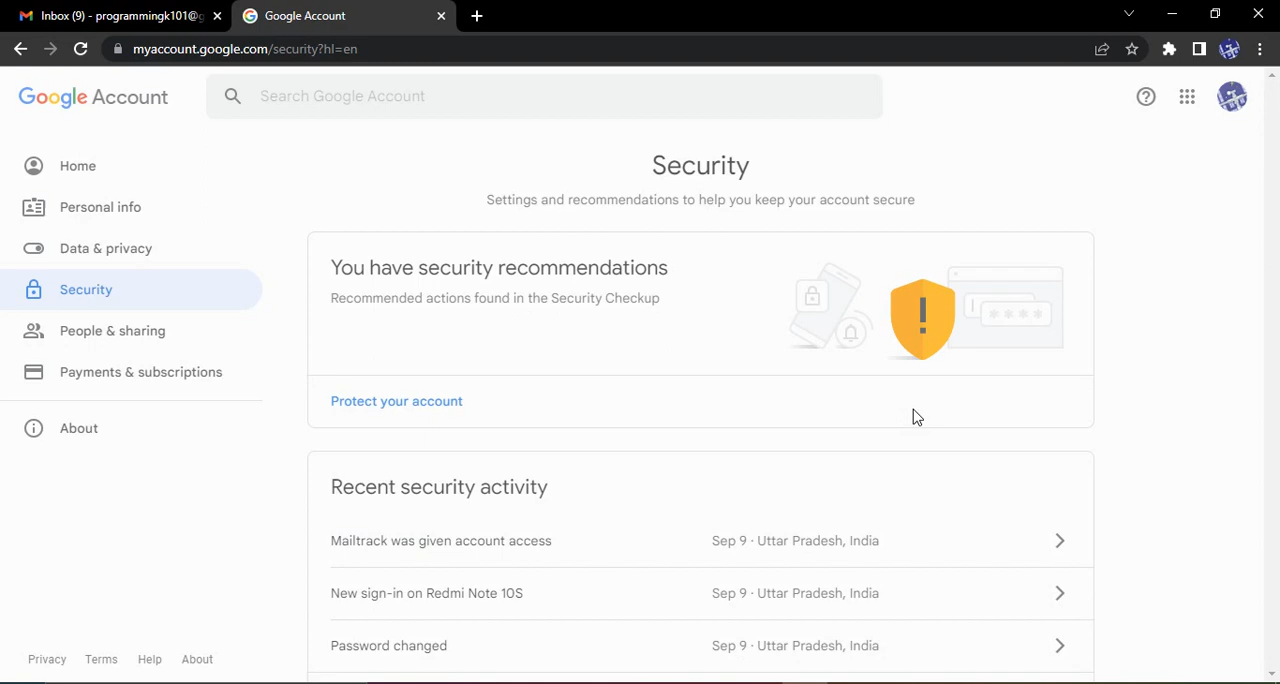 Inbox (9) - programmingk101@g
Google Account
myaccount.google.com/security?hl=en
Google Account
Search Google Account
Home
Personal info
Data & privacy
Security
People & sharing
Payments & subscriptions
About
Security
Settings and recommendations to help you keep your account secure
You have security recommendations
Recommended actions found in the Security Checkup
Protect your account
Recent security activity
Mailtrack was given account access Sep 9 · Uttar Pradesh, India
New sign-in on Redmi Note 10S Sep 9 · Uttar Pradesh, India
Password changed Sep 9 · Uttar Pradesh, India
Privacy Terms Help About